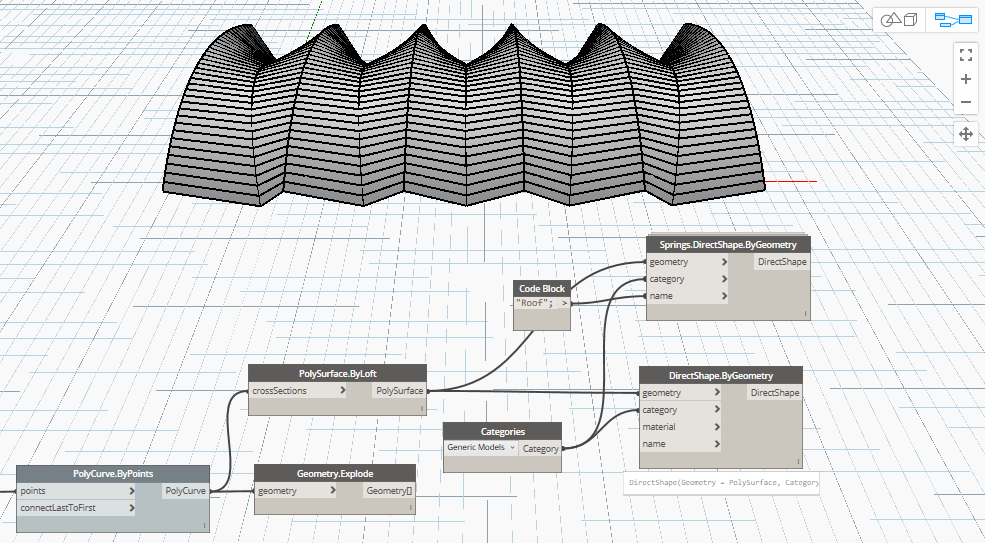 Springs.DirectShape.ByGeometry
geometry > DirectShape
category >
name >
Code Block
"Roof"; >
PolySurface.ByLoft
crossSections > PolySurface
DirectShape.ByGeometry
geometry > DirectShape
category >
material >
name >
DirectShape(Geometry = PolySurface, Category
Categories
Generic Models Category
PolyCurve.ByPoints
points > PolyCurve
connectLastToFirst >
Geometry.Explode
geometry > Geometry[]